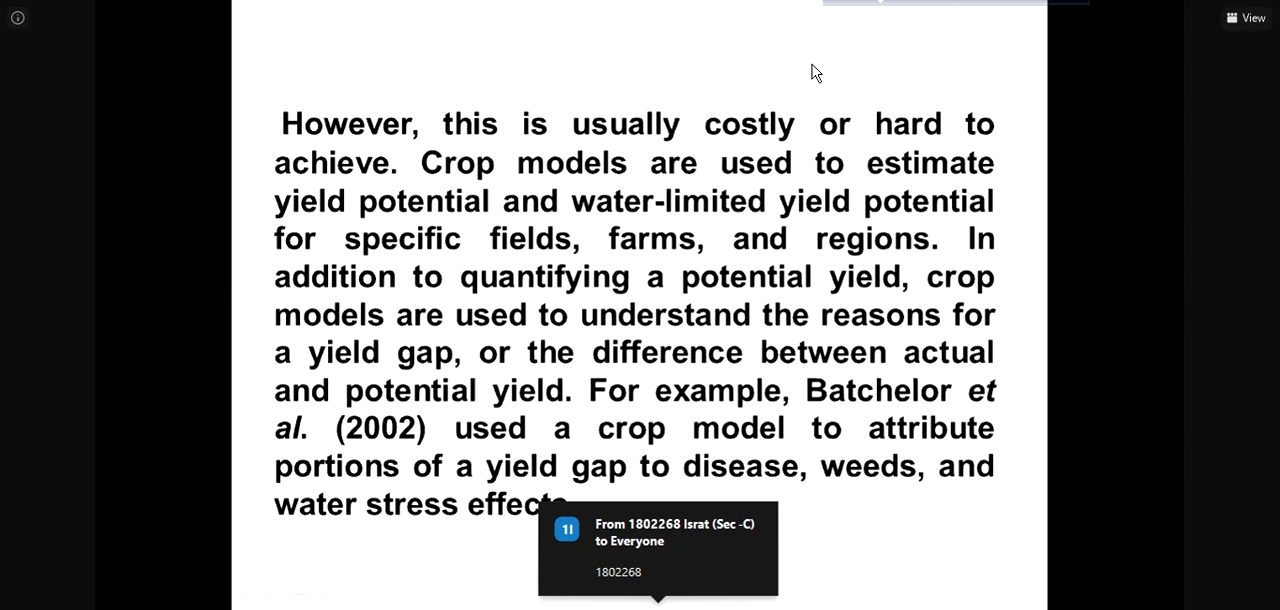 View
However, this is usually costly or hard to
achieve. Crop models are used to estimate
yield potential and water-limited yield potential
for specific fields, farms, and regions. In
addition to quantifying a potential yield, crop
models are used to understand the reasons for
a yield gap, or the difference between actual
and potential yield. For example, Batchelor et
al. (2002) used a crop model to attribute
portions of a yield gap to disease, weeds, and
water stress effects
1I
From 1802268 Israt (Sec -C)
to Everyone
1802268